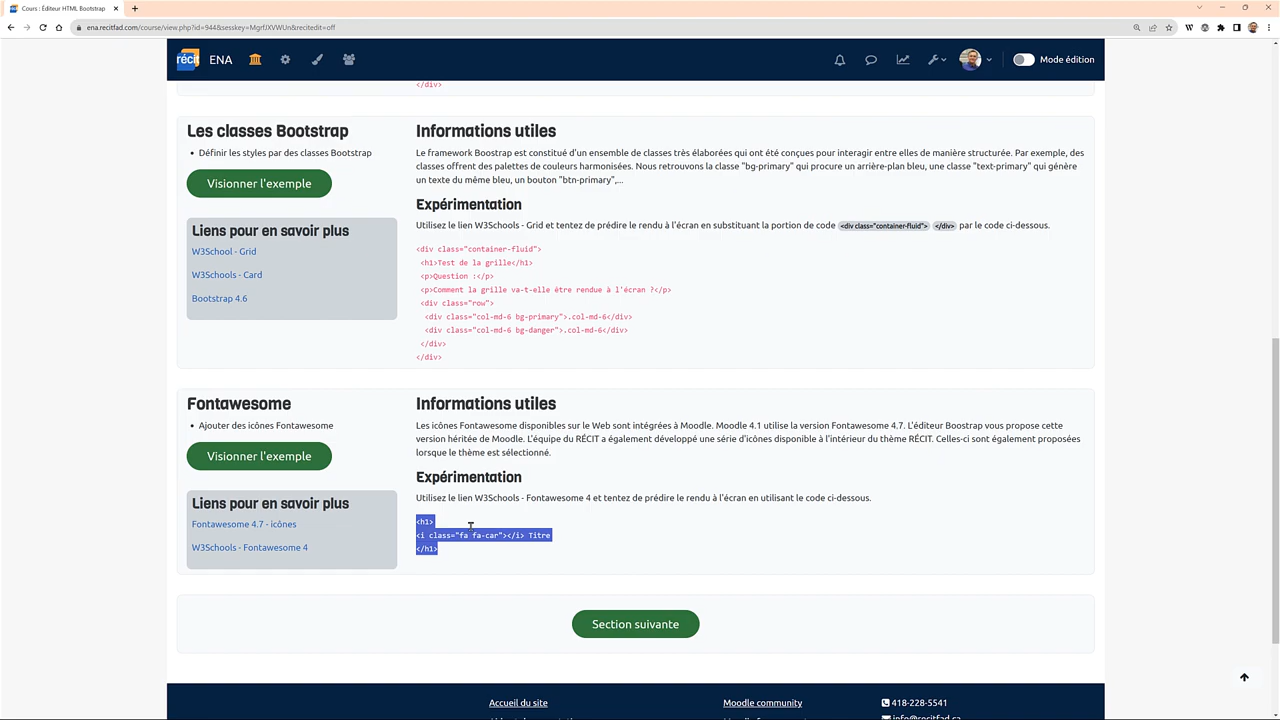 Cours : Éditeur HTML Bootstrap
ena.recitfad.com/course/view.php?id=944&sesskey=MgrfJXVWUn&recitedit=off
récit ENA
Mode édition
</div>
Les classes Bootstrap
• Définir les styles par des classes Bootstrap
Visionner l'exemple
Liens pour en savoir plus
W3School - Grid
W3Schools - Card
Bootstrap 4.6
Informations utiles
Le framework Boostrap est constitué d'un ensemble de classes très élaborées qui ont été conçues pour interagir entre elles de manière structurée. Par exemple, des
classes offrent des palettes de couleurs harmonisées. Nous retrouvons la classe "bg-primary" qui procure un arrière-plan bleu, une classe "text-primary" qui génère
un texte du même bleu, un bouton "btn-primary",...
Expérimentation
Utilisez le lien W3Schools - Grid et tentez de prédire le rendu à l'écran en substituant la portion de code <div class="container-fluid"> </div> par le code ci-dessous.
<div class="container-fluid">
<h1>Test de la grille</h1>
<p>Question :</p>
<p>Comment la grille va-t-elle être rendue à l'écran ?</p>
<div class="row">
<div class="col-md-6 bg-primary">.col-md-6</div>
<div class="col-md-6 bg-danger">.col-md-6</div>
</div>
</div>
Fontawesome
• Ajouter des icônes Fontawesome
Visionner l'exemple
Liens pour en savoir plus
Fontawesome 4.7 - icônes
W3Schools - Fontawesome 4
Informations utiles
Les icônes Fontawesome disponibles sur le Web sont intégrées à Moodle. Moodle 4.1 utilise la version Fontawesome 4.7. L'éditeur Boostrap vous propose cette
version héritée de Moodle. L'équipe du RÉCIT a également développé une série d'icônes disponible à l'intérieur du thème RÉCIT. Celles-ci sont également proposées
lorsque le thème est sélectionné.
Expérimentation
Utilisez le lien W3Schools - Fontawesome 4 et tentez de prédire le rendu à l'écran en utilisant le code ci-dessous.
<h1>
<i class="fa fa-car"></i> Titre
</h1>
Section suivante
Accueil du site
Moodle community
418-228-5541
info@recitfad.ca